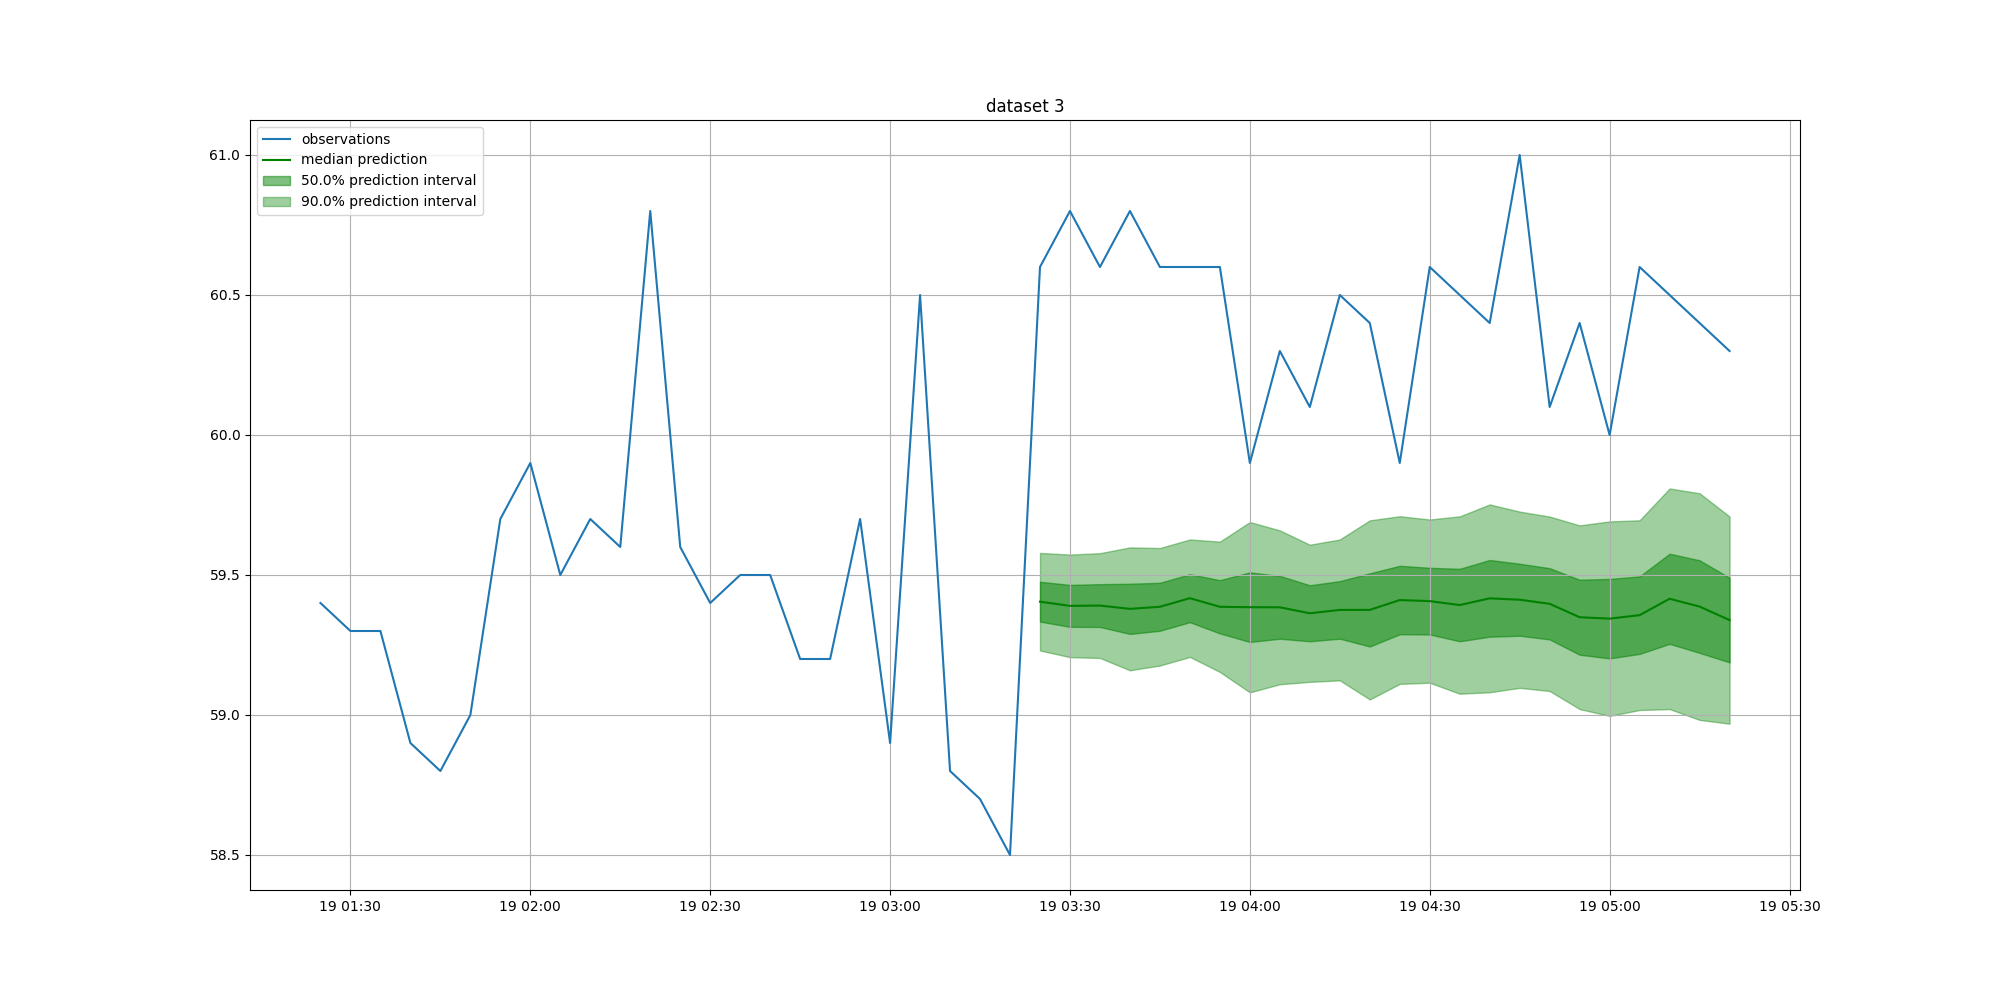 dataset 3
observations
median prediction
50.0% prediction interval
90.0% prediction interval
61.0
60.5
60.0
59.5
59.0
58.5
19 01:30 19 02:00 19 02:30 19 03:00 19 03:30 19 04:00 19 04:30 19 05:00 19 05:30